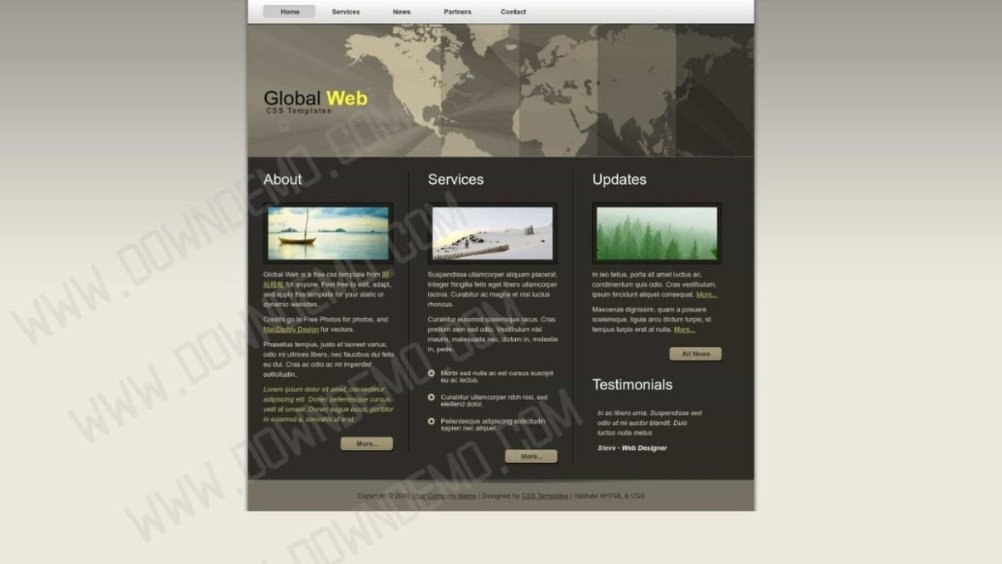 Home Services News Partners Contact
Global Web
CSS Templates
About
Global Web is a free css template from 网
站模板 for anyone. Feel free to edit, adapt,
and apply this template for your static or
dynamic websites.
Credits go to Free Photos for photos, and
MacDaddy Design for vectors.
Phasellus tempus, justo et laoreet varius,
odio mi ultrices libero, nec faucibus dui felis
eu dui. Cras ac odio ac mi imperdiet
sollicitudin.
Lorem ipsum dolor sit amet, consectetur
adipiscing elit. Donec pellentesque cursus
velit at ornare. Donec augue lacus, porttitor
in euismod a, convallis ut erat.
More...
Services
Suspendisse ullamcorper aliquam placerat.
Integer fringilla felis eget libero ullamcorper
lacinia. Curabitur ac magna et nisl luctus
rhoncus.
Curabitur euismod scelerisque lacus. Cras
pretium sem sed odio. Vestibulum nisl
mauris, malesuada nec, dictum in, molestie
in, pede.
Morbi sed nulla ac est cursus suscipit
eu ac lectus.
Curabitur ullamcorper nibh nisl, sed
eleifend dolor.
Pellentesque adipiscing sollicitudin
sapien nec aliquet.
More...
Updates
In leo tellus, porta sit amet luctus ac,
condimentum quis odio. Cras vestibulum,
ipsum tincidunt aliquet consequat. More...
Maecenas dignissim, quam a posuere
scelerisque, ligula arcu dictum turpis, id
tempus turpis erat at nulla. More...
All News
Testimonials
In ac libero urna. Suspendisse sed
odio ut mi auctor blandit. Duis
luctus nulla metus
Steve - Web Designer
Copyright © 2048 Your Company Name | Designed by CSS Templates | Validate XHTML & CSS
WWW.DOWNDEMO.COM
WWW.DOWNDEMO.COM
WWW.DOWNDEMO.COM
WWW.DOWNDEMO.COM